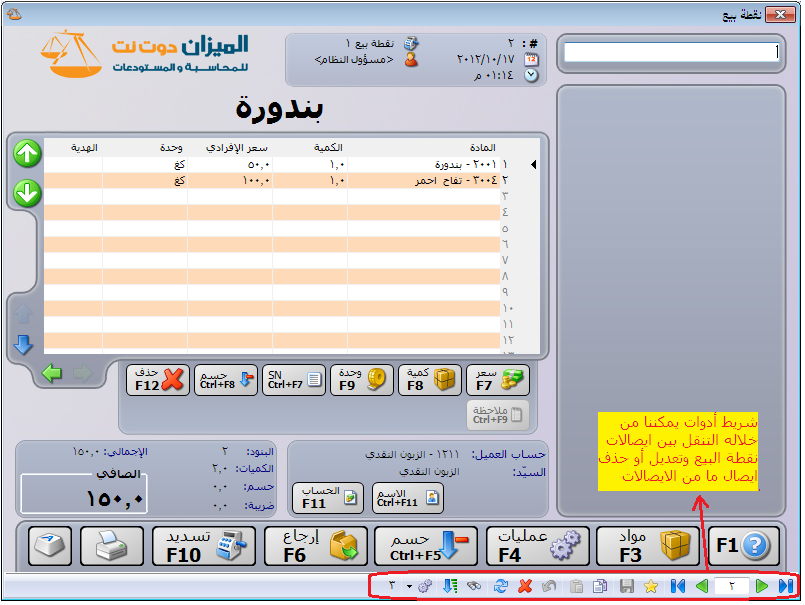 نقطة بيع
# : ٢
نقطة بيع ١
٢٠١٢/١٠/١٧
<مسؤول النظام>
٠١:١٤ م
الميزان دوت نت
للمحاسبة و المستودعات
بندورة
المادة الكمية سعر الإفرادي وحدة الهدية
١ ٢٠٠١ - بندورة ١,٠ ٥٠,٠ كغ
٢ ٣٠٠٤ - تفاح احمر ١,٠ ١٠٠,٠ كغ
٣
٤
٥
٦
٧
٨
٩
١٠
١١
١٢
١٣
سعر F7
كمية F8
وحدة F9
SN Ctrl+F7
حسم Ctrl+F8
حذف F12
ملاحظة Ctrl+F9
شريط أدوات يمكننا من
خلاله التنقل بين ايصالات
نقطة البيع وتعديل أو حذف
ايصال ما من الايصالات
حساب العميل: ١٢١١ - الزبون النقدي
السيّد: الزبون النقدي
الاسم Ctrl+F11
الحساب F11
البنود: ٢
الكميات: ٢,٠
حسم: ٠,٠
ضريبة: ٠,٠
الإجمالي: ١٥٠,٠
الصافي
١٥٠,٠
F1
مواد F3
عمليات F4
حسم Ctrl+F5
إرجاع F6
تسديد F10
٢
٣